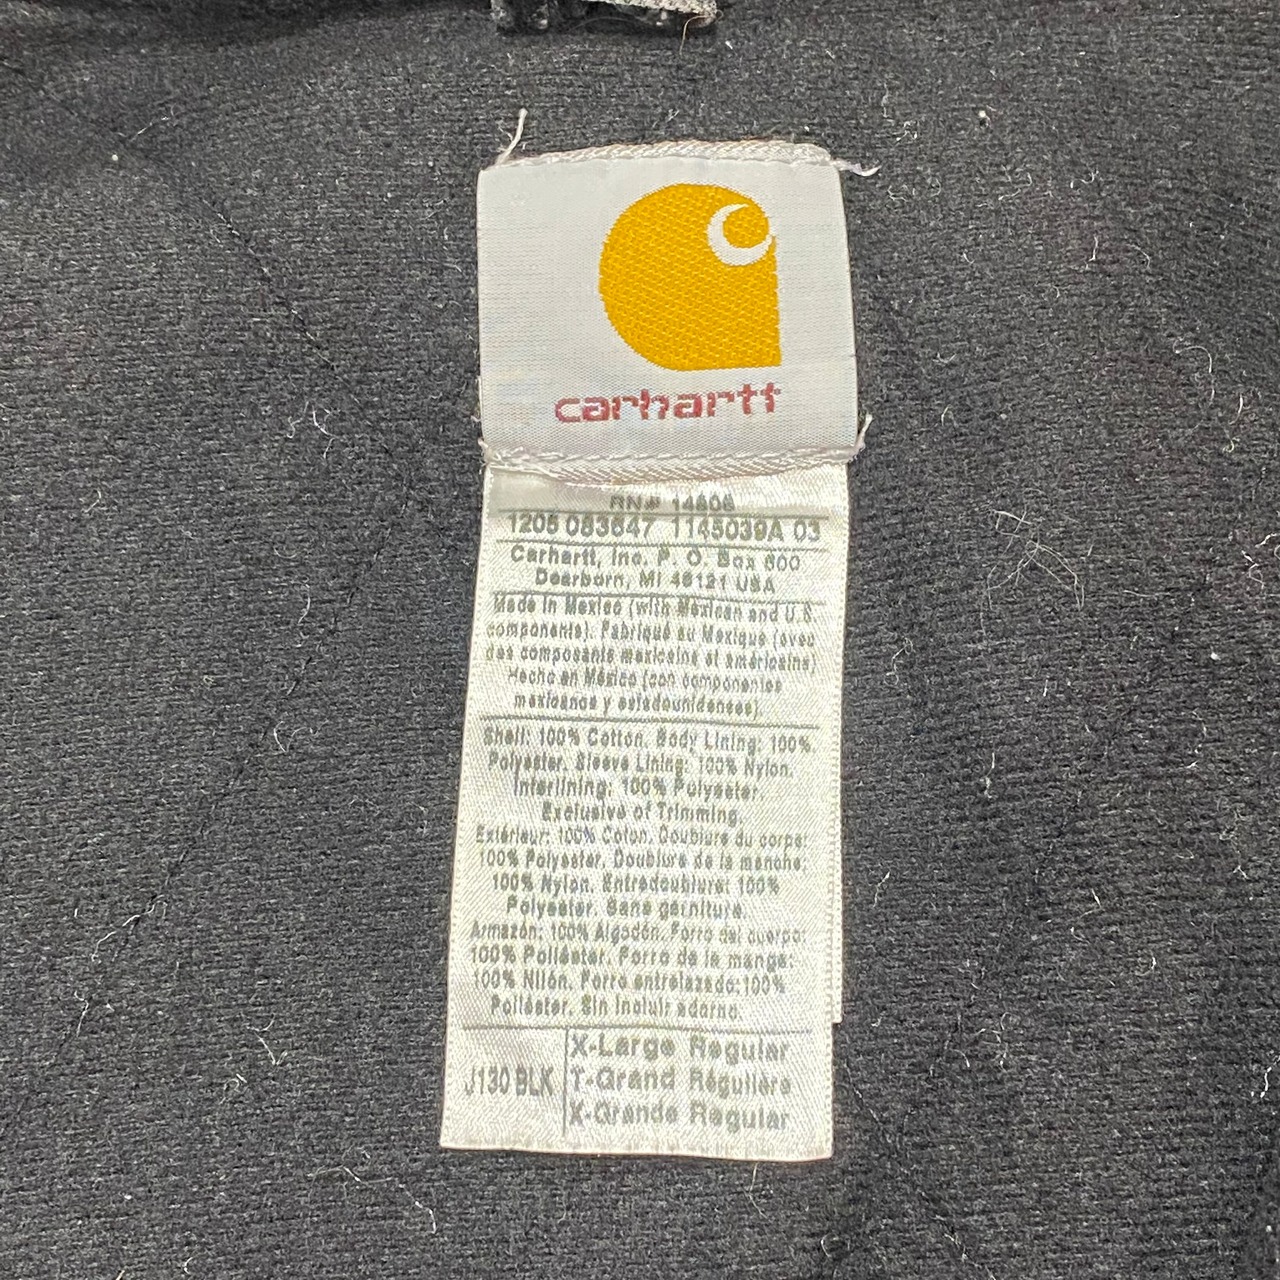 carhartt
RN# 14806
1205 083647 1145039A 03
Carhartt, Inc. P. O. Box 600
Dearborn, MI 48121 USA
Made in Mexico (with Mexican and U.S.
components). Fabriqué au Mexique (avec
des composants mexicains et américains)
Hecho en México (con componentes
mexicanos y estadounidenses).
Shell: 100% Cotton. Body Lining: 100%
Polyester. Sleeve Lining: 100% Nylon.
Interlining: 100% Polyester.
Exclusive of Trimming.
Extérieur: 100% Coton. Doublure du corps:
100% Polyester. Doublure de la manche:
100% Nylon. Entredoublure: 100%
Polyester. Sans garniture.
Armazón: 100% Algodón. Forro del cuerpo:
100% Poliéster. Forro de la manga:
100% Nilón. Forro entrelazado: 100%
Poliéster. Sin incluir adorno.
J130 BLK
X-Large Regular
T-Grand Régulière
X-Grande Regular